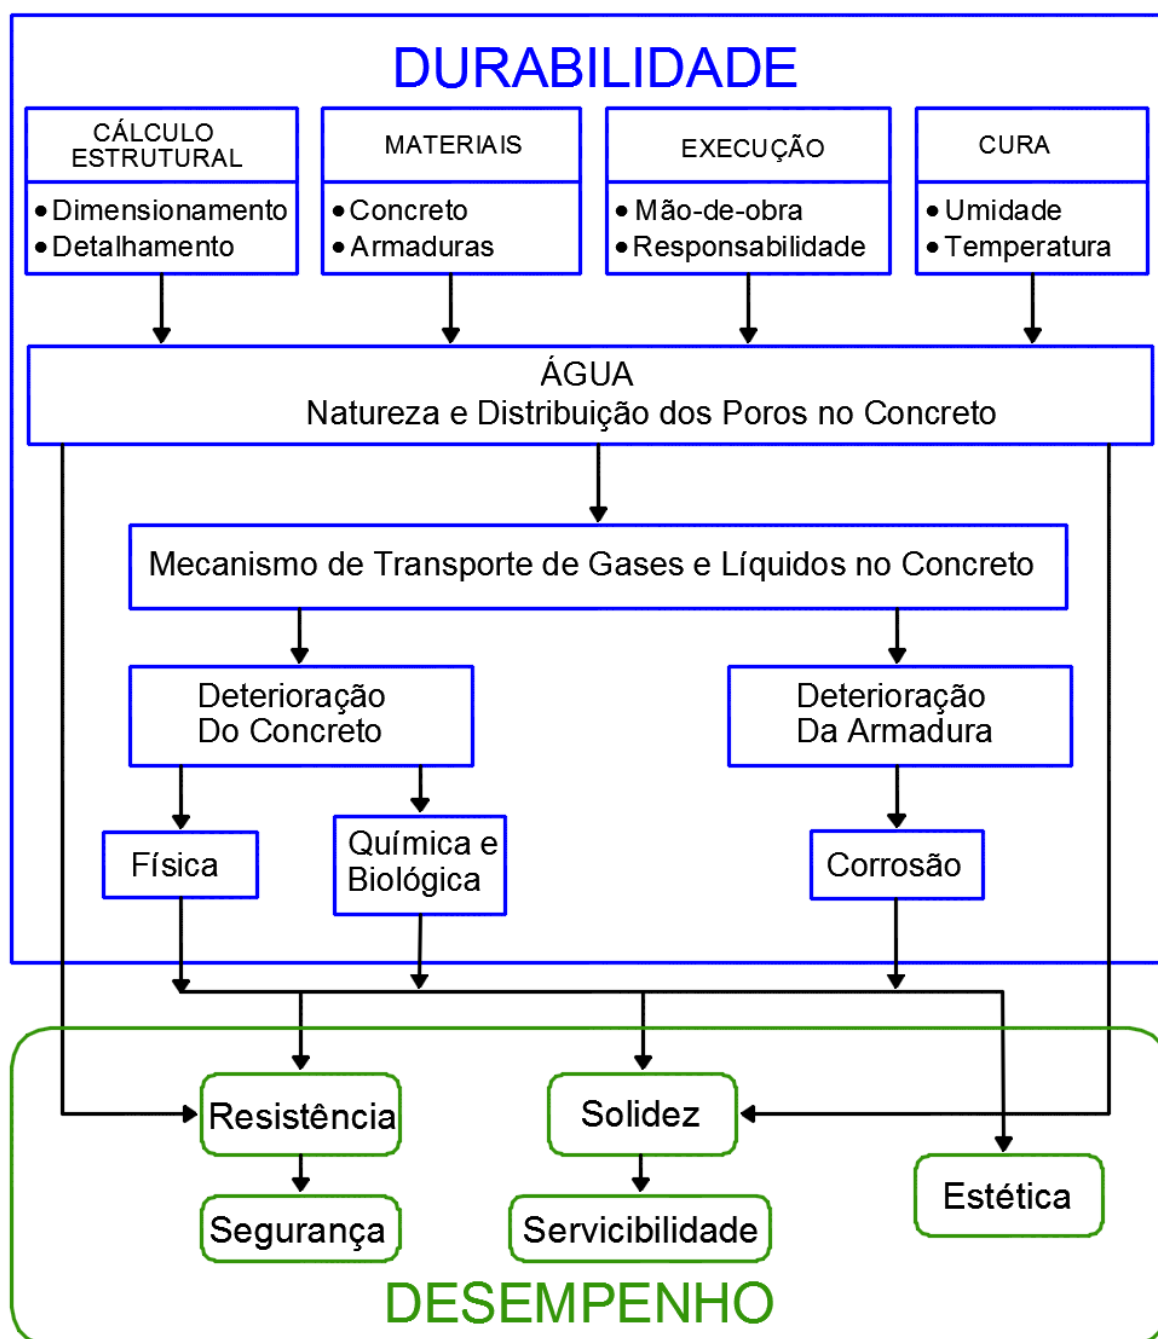 DURABILIDADE
CÁLCULO
ESTRUTURAL
• Dimensionamento
• Detalhamento
MATERIAIS
• Concreto
• Armaduras
EXECUÇÃO
• Mão-de-obra
• Responsabilidade
CURA
• Umidade
• Temperatura
ÁGUA
Natureza e Distribuição dos Poros no Concreto
Mecanismo de Transporte de Gases e Líquidos no Concreto
Deterioração
Do Concreto
Deterioração
Da Armadura
Física
Química e
Biológica
Corrosão
Resisténcia
Solidez
Estética
Segurança
Servicibilidade
DESEMPENHO